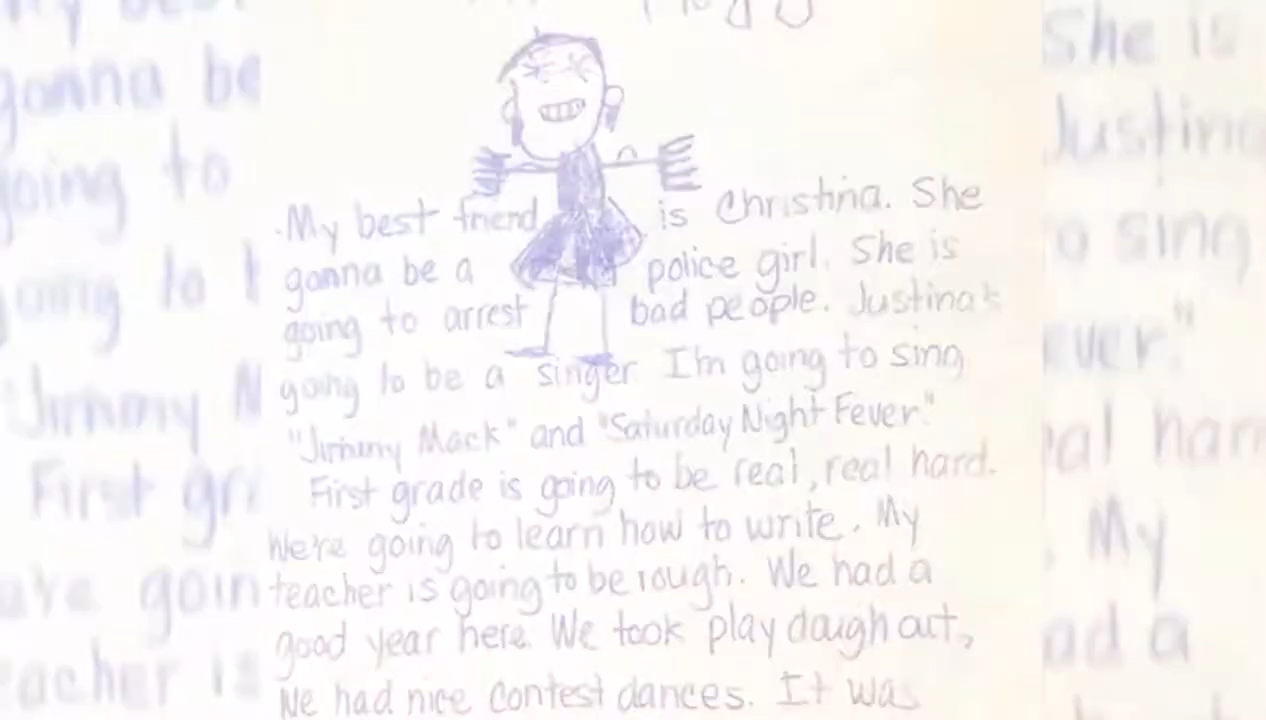 My best friend is Christina. She
gonna be a police girl. She is
going to arrest bad people. Justina's
going to be a singer I'm going to sing
"Jimmy Mack" and "Saturday Night Fever."
First grade is going to be real, real hard.
We're going to learn how to write. My
teacher is going to be rough. We had a
good year here. We took play daugh out,
We had nice contest dances. It was